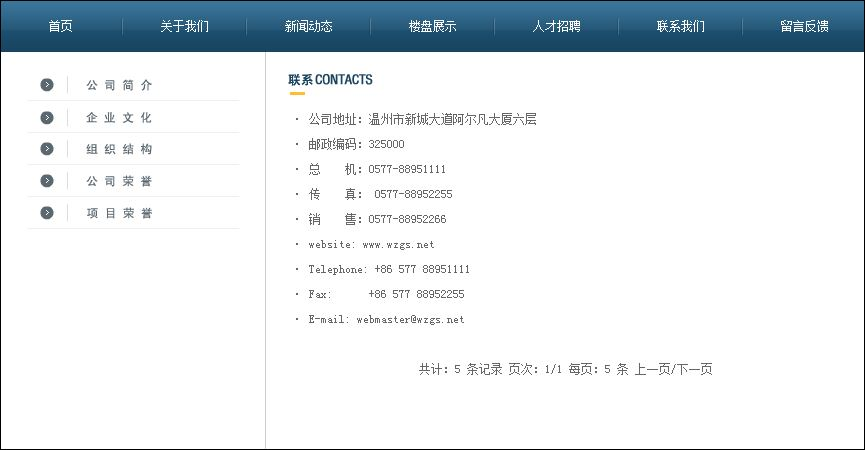 首页 关于我们 新闻动态 楼盘展示 人才招聘 联系我们 留言反馈
公司简介
企业文化
组织结构
公司荣誉
项目荣誉
联系 CONTACTS
· 公司地址: 温州市新城大道阿尔凡大厦六层
· 邮政编码: 325000
· 总 机: 0577-88951111
· 传 真: 0577-88952255
· 销 售: 0577-88952266
· website: www.wzgs.net
· Telephone: +86 577 88951111
· Fax: +86 577 88952255
· E-mail: webmaster@wzgs.net
共计: 5 条记录 页次: 1/1 每页: 5 条 上一页/下一页